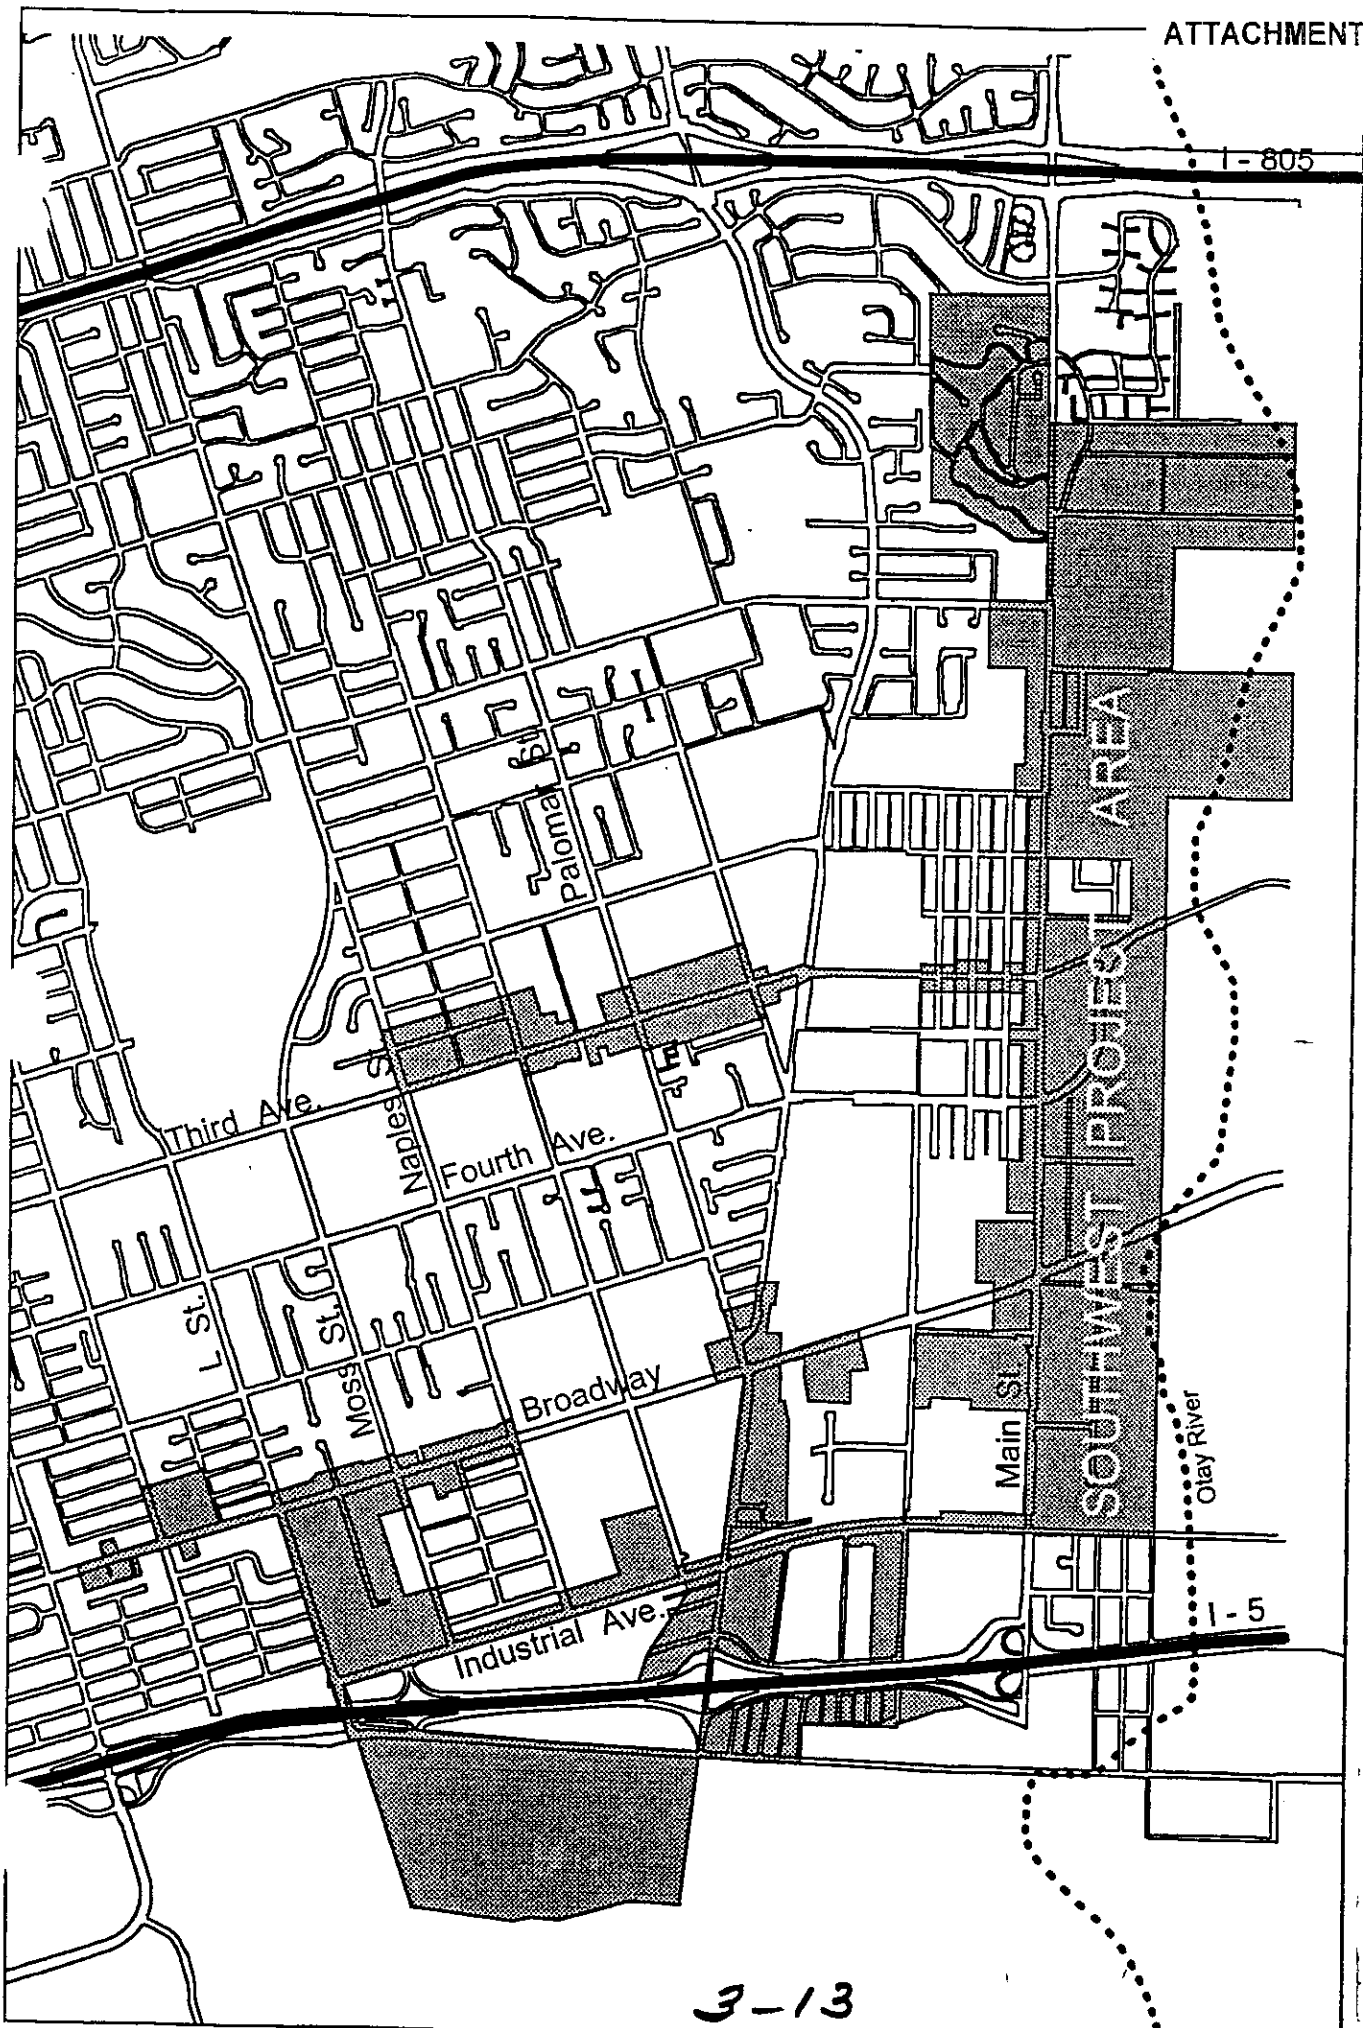 ATTACHMENT
I - 805
Palomar St.
SOUTHWEST PROJECT AREA
Third Ave.
Naples St.
Fourth Ave.
L St.
Moss St.
Broadway
Main St.
Otay River
Industrial Ave.
I - 5
3-13